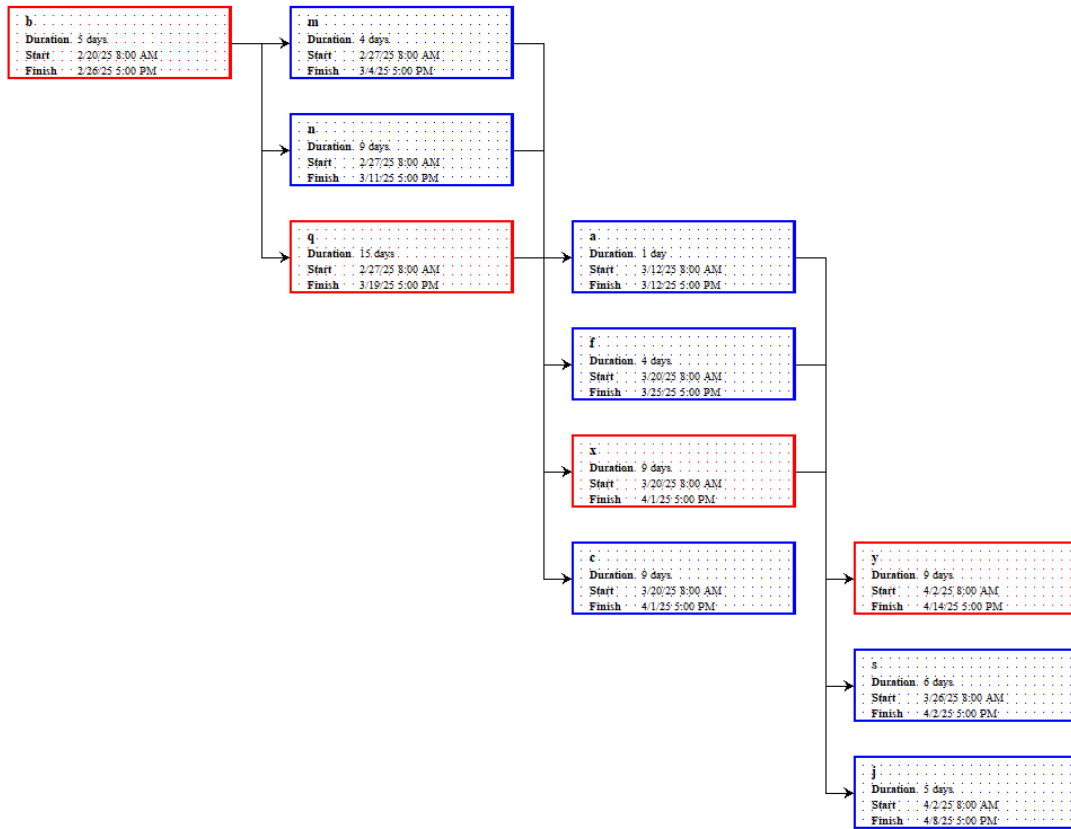 b
Duration 5 days
Start 2/20/25 8:00 AM
Finish 2/26/25 5:00 PM
m
Duration 4 days
Start 2/27/25 8:00 AM
Finish 3/4/25 5:00 PM
n
Duration 9 days
Start 2/27/25 8:00 AM
Finish 3/11/25 5:00 PM
q
Duration 15 days
Start 2/27/25 8:00 AM
Finish 3/19/25 5:00 PM
a
Duration 1 day
Start 3/12/25 8:00 AM
Finish 3/12/25 5:00 PM
f
Duration 4 days
Start 3/20/25 8:00 AM
Finish 3/25/25 5:00 PM
x
Duration 9 days
Start 3/20/25 8:00 AM
Finish 4/1/25 5:00 PM
c
Duration 9 days
Start 3/20/25 8:00 AM
Finish 4/1/25 5:00 PM
y
Duration 9 days
Start 4/2/25 8:00 AM
Finish 4/14/25 5:00 PM
s
Duration 6 days
Start 3/26/25 8:00 AM
Finish 4/2/25 5:00 PM
j
Duration 5 days
Start 4/2/25 8:00 AM
Finish 4/8/25 5:00 PM